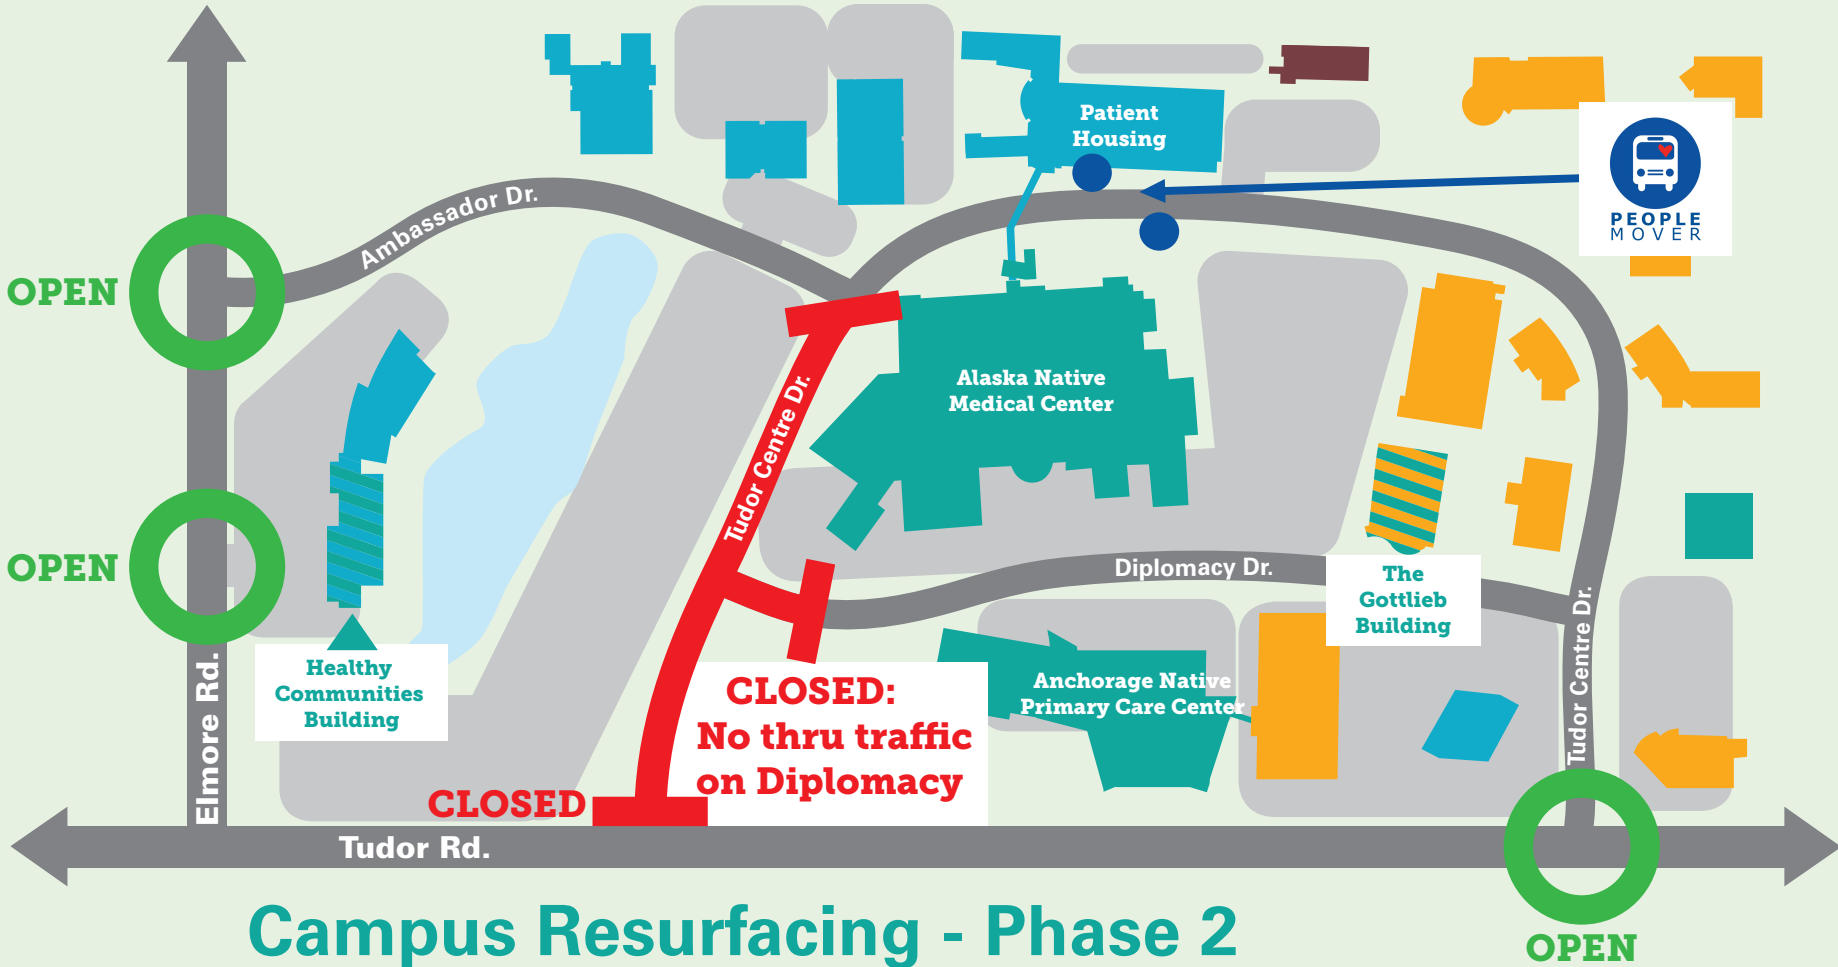 Patient
Housing
PEOPLE
MOVER
Ambassador Dr.
OPEN
Alaska Native
Medical Center
Tudor Centre Dr.
OPEN
Diplomacy Dr.
The
Gottlieb
Building
Healthy
Communities
Building
Elmore Rd.
CLOSED:
No thru traffic
on Diplomacy
Anchorage Native
Primary Care Center
Tudor Centre Dr.
CLOSED
Tudor Rd.
OPEN
Campus Resurfacing - Phase 2